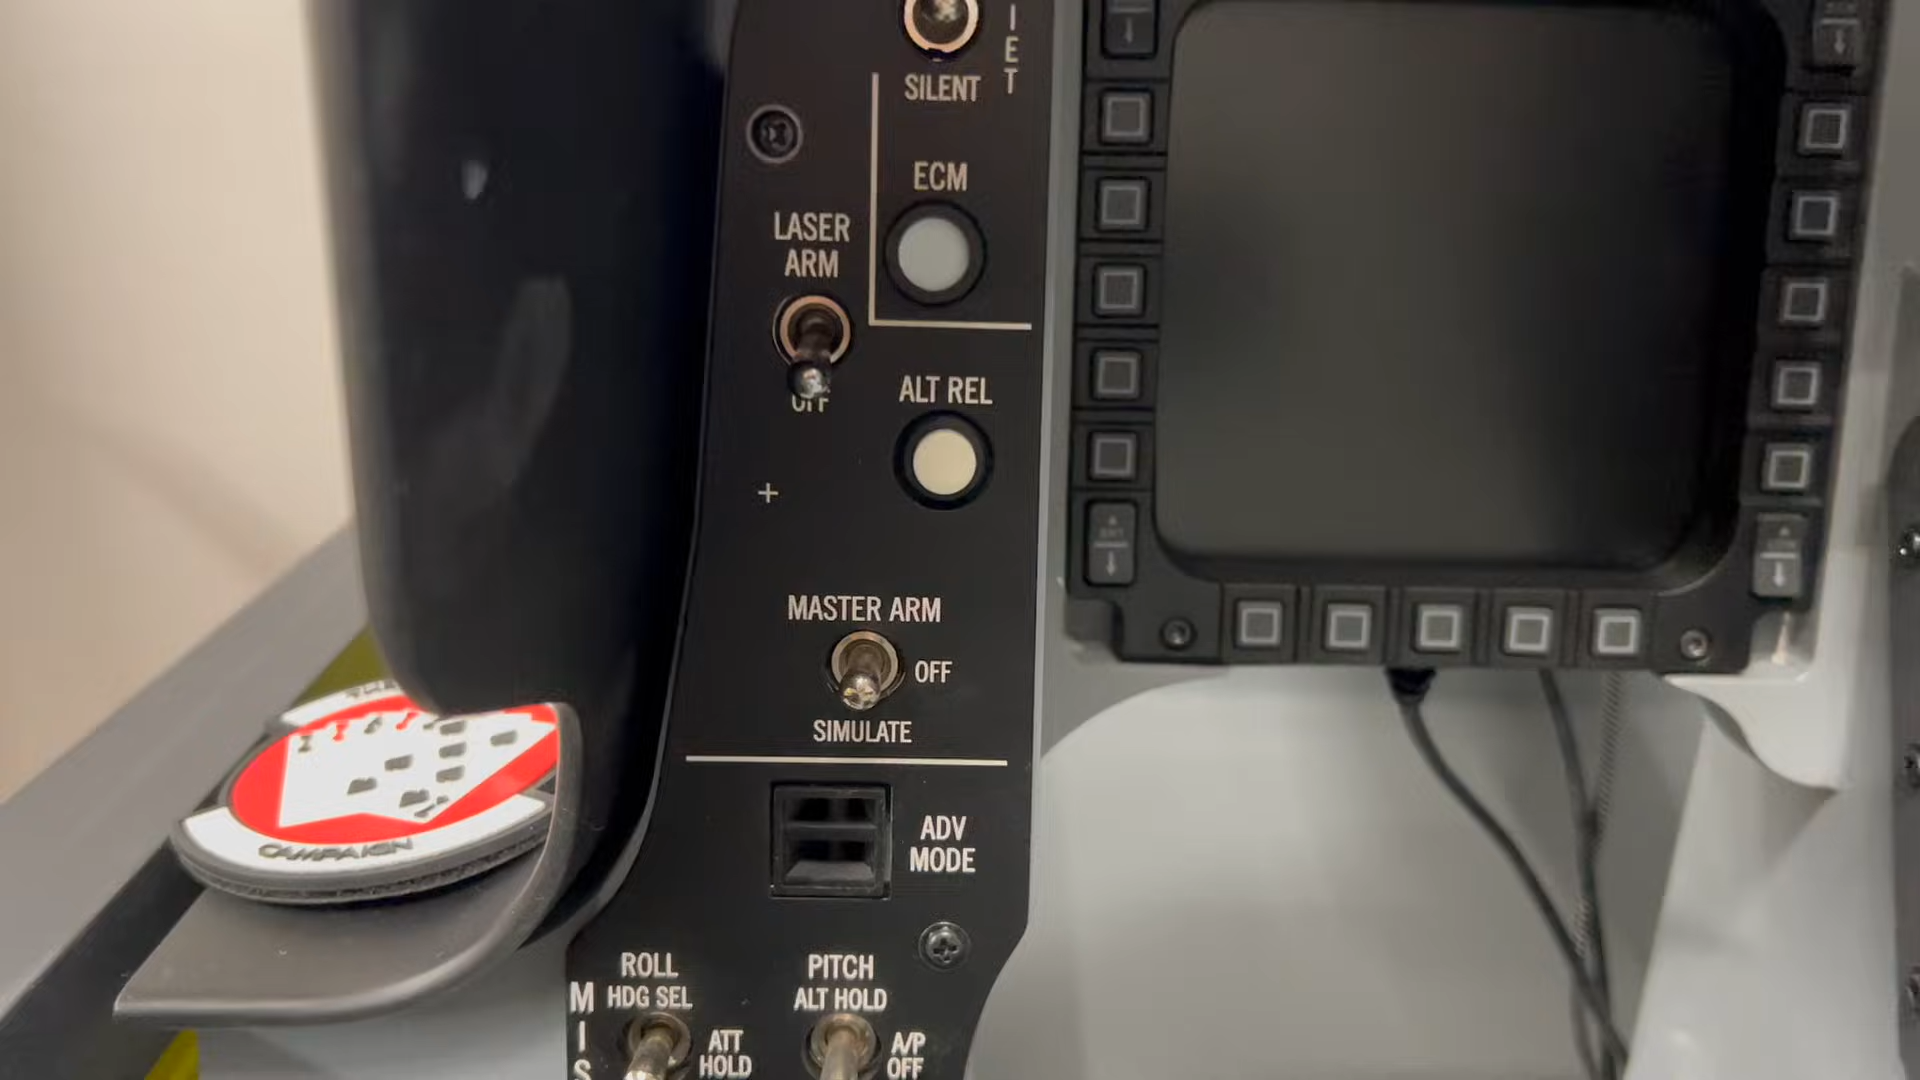 SILENT
ECM
LASER
ARM
OFF
ALT REL
MASTER ARM
OFF
SIMULATE
ADV
MODE
ROLL
HDG SEL
ATT
HOLD
PITCH
ALT HOLD
A/P
OFF
CAMPAIGN